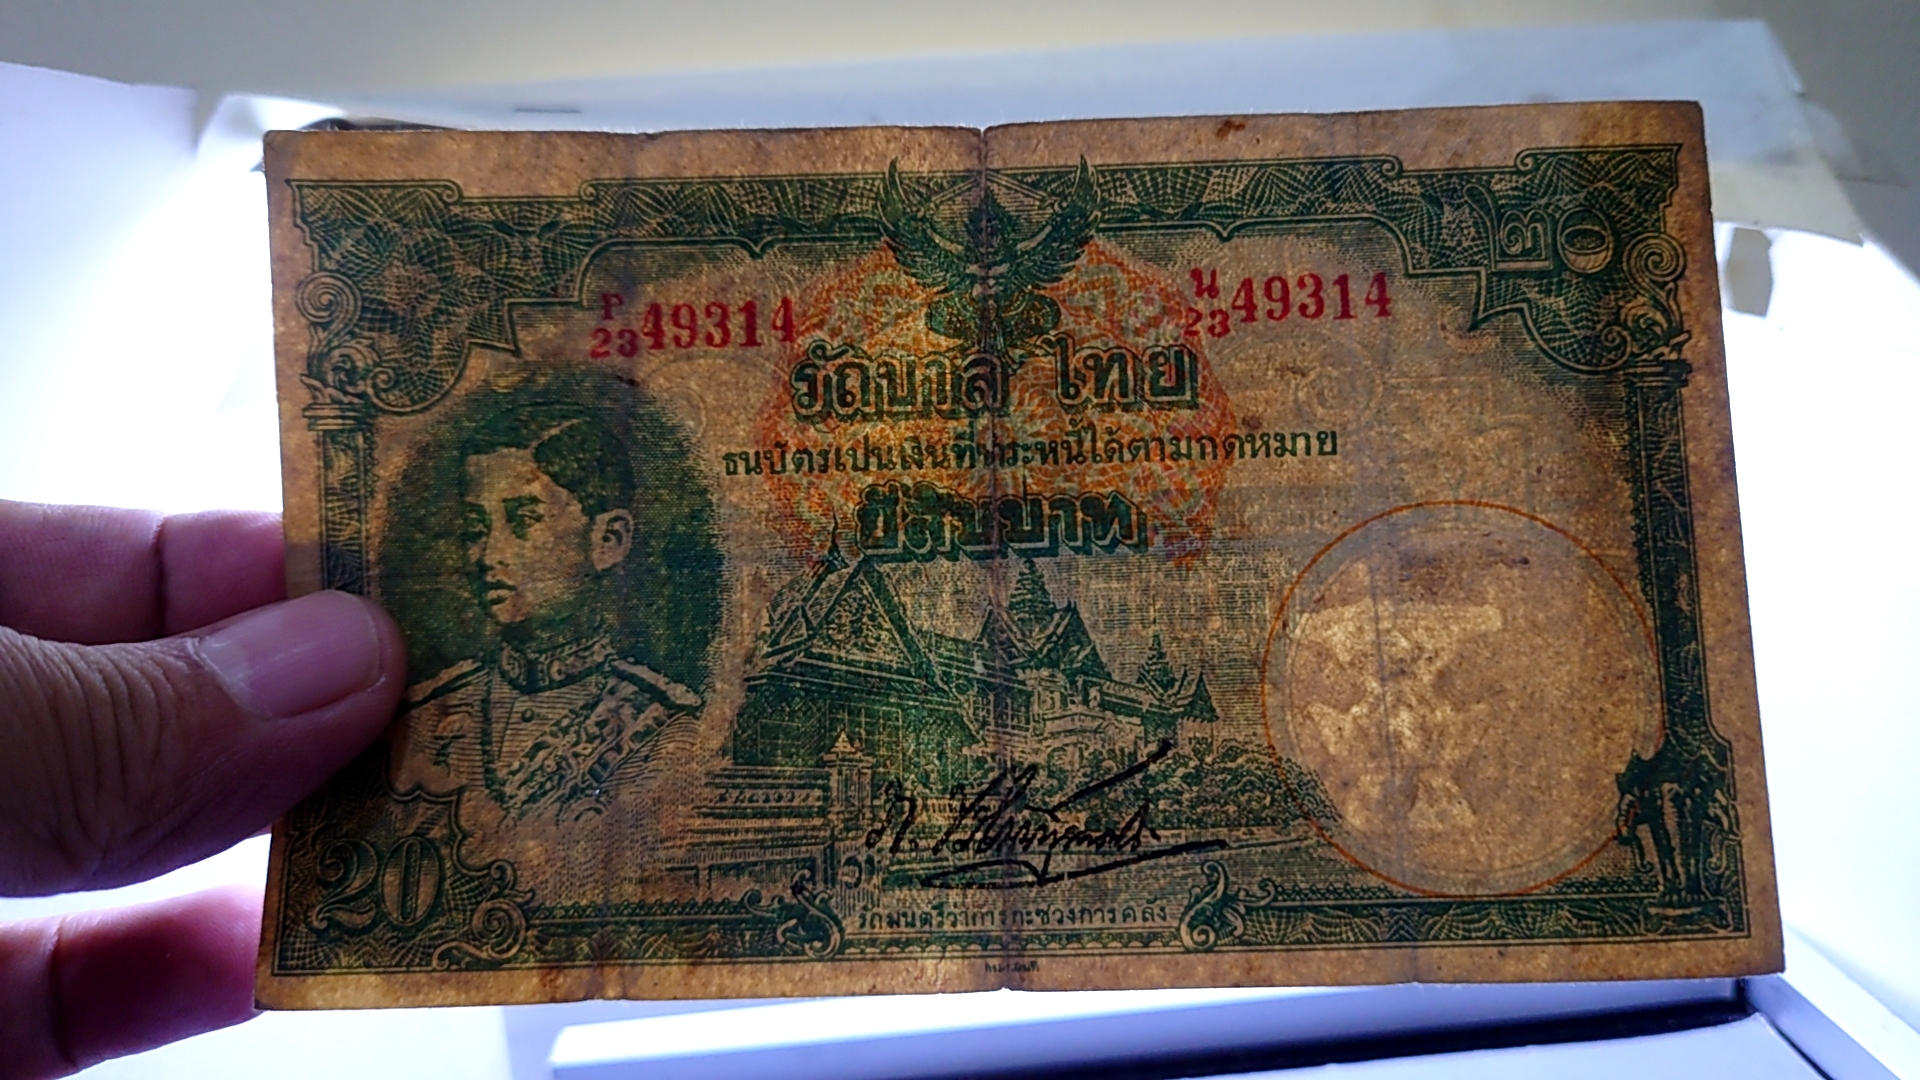 ๒๐
P
23 49314
น
23 49314
รัถบาล ไทย
ธนบัตรเปนเงินที่ชำระหนี้ได้ตามกดหมาย
ยี่สิบบาท
20
รัถมนตรีว่าการกะซวงการคลัง